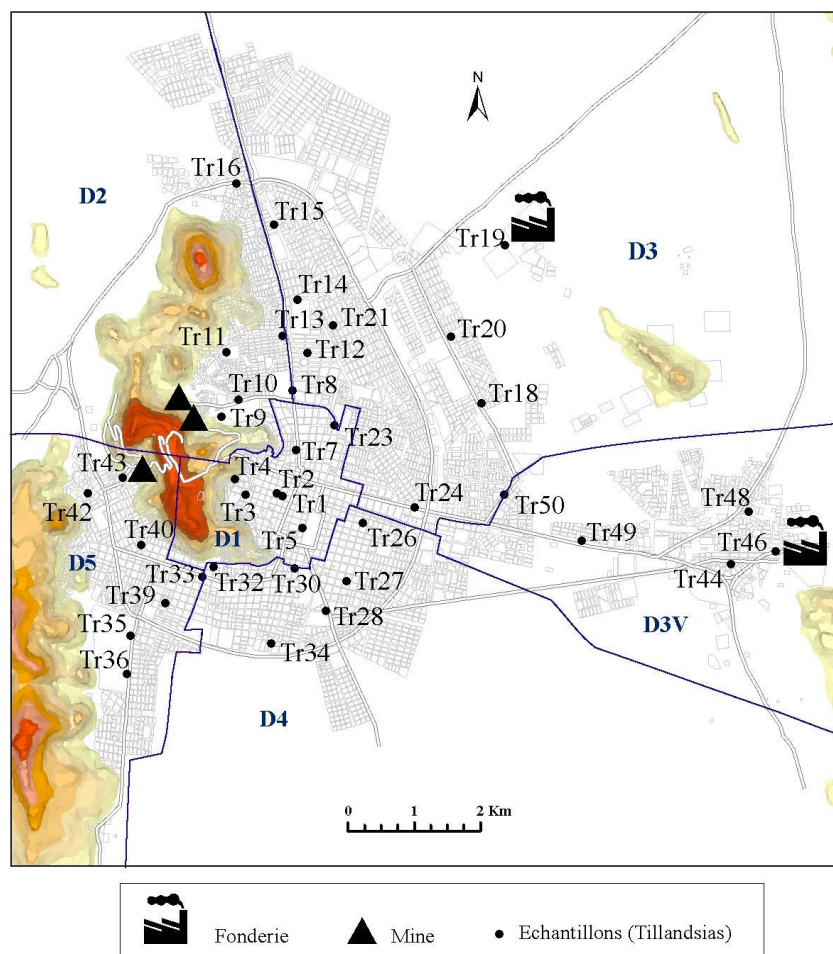 N
Tr16
D2
Tr15
Tr19
D3
Tr14
Tr13
Tr21
Tr20
Tr11
Tr12
Tr10
Tr8
Tr18
Tr9
Tr23
Tr7
Tr43
Tr4
Tr2
Tr42
Tr3
Tr1
Tr24
Tr50
Tr48
Tr40
D1
Tr5
Tr26
Tr49
Tr46
D5
Tr33
Tr32
Tr30
Tr27
Tr44
Tr39
Tr28
D3V
Tr35
Tr34
Tr36
D4
0 1 2 Km
Fonderie
Mine
Echantillons (Tillandsias)